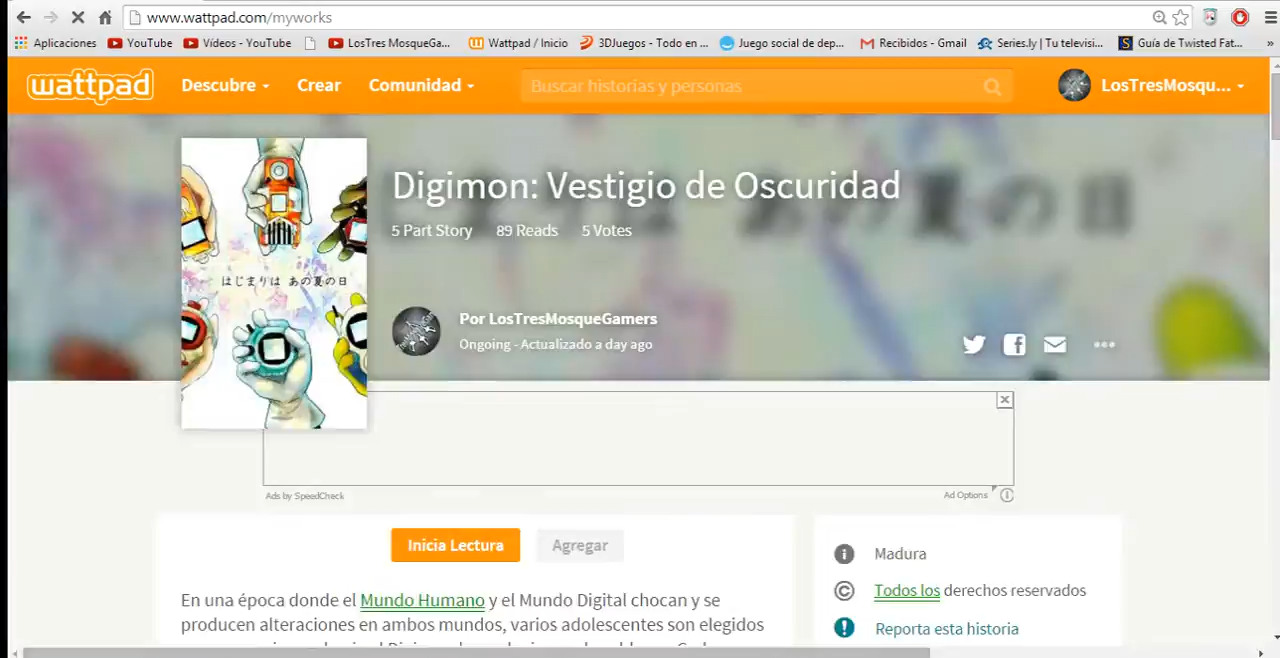 www.wattpad.com/myworks
Aplicaciones YouTube Vídeos - YouTube LosTres MosqueGa... Wattpad / Inicio 3DJuegos - Todo en ... Juego social de dep... Recibidos - Gmail Series.ly | Tu televisi... Guía de Twisted Fat... »
wattpad Descubre Crear Comunidad Buscar historias y personas LosTresMosqu...
Digimon: Vestigio de Oscuridad
5 Part Story 89 Reads 5 Votes
はじまりは あの夏の日
Por LosTresMosqueGamers
Ongoing - Actualizado a day ago
Ads by SpeedCheck Ad Options
Inicia Lectura Agregar
Madura
Todos los derechos reservados
Reporta esta historia
En una época donde el Mundo Humano y el Mundo Digital chocan y se
producen alteraciones en ambos mundos, varios adolescentes son elegidos